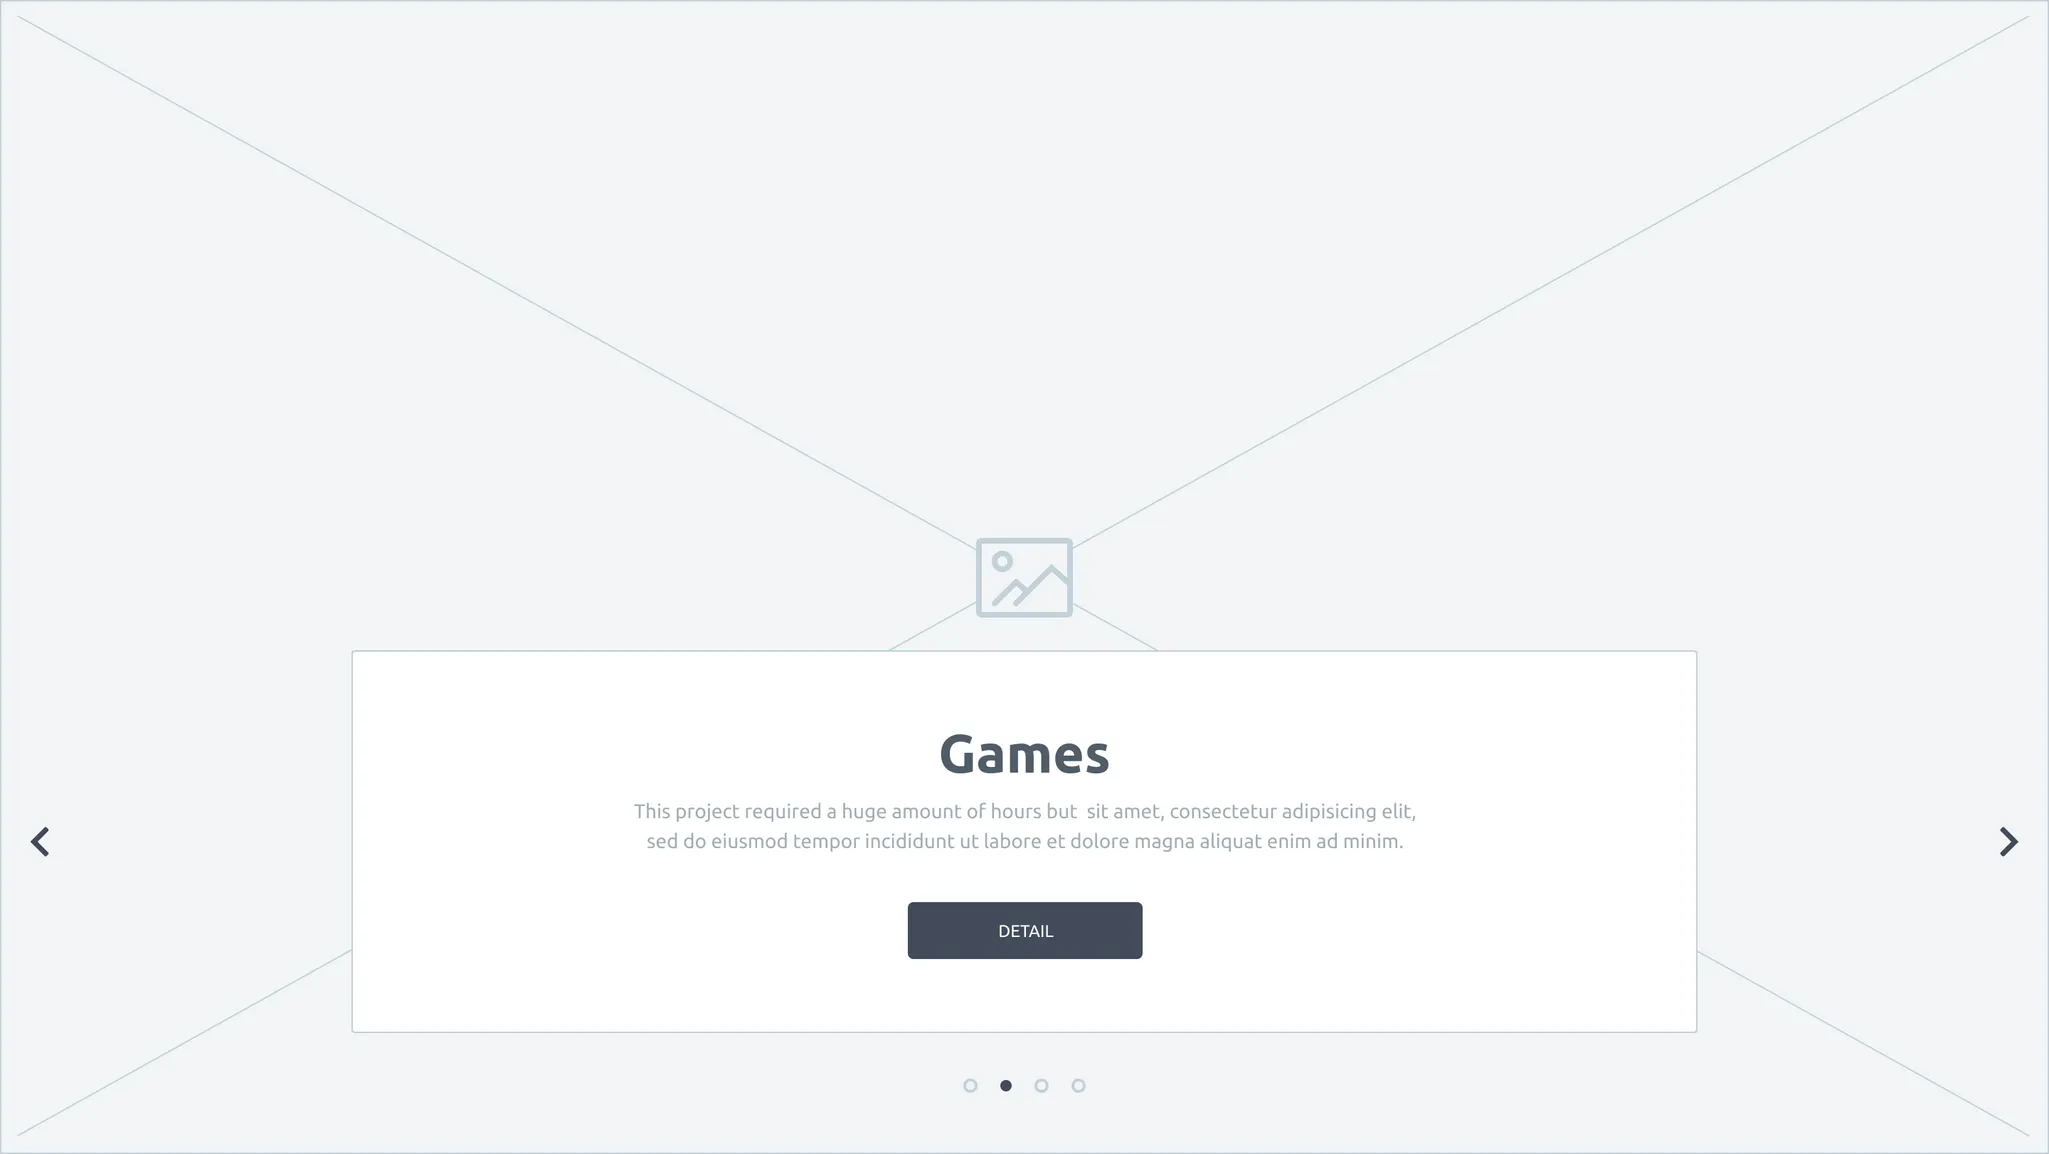 Games
This project required a huge amount of hours but  sit amet, consectetur adipisicing elit,
sed do eiusmod tempor incididunt ut labore et dolore magna aliquat enim ad minim.
DETAIL